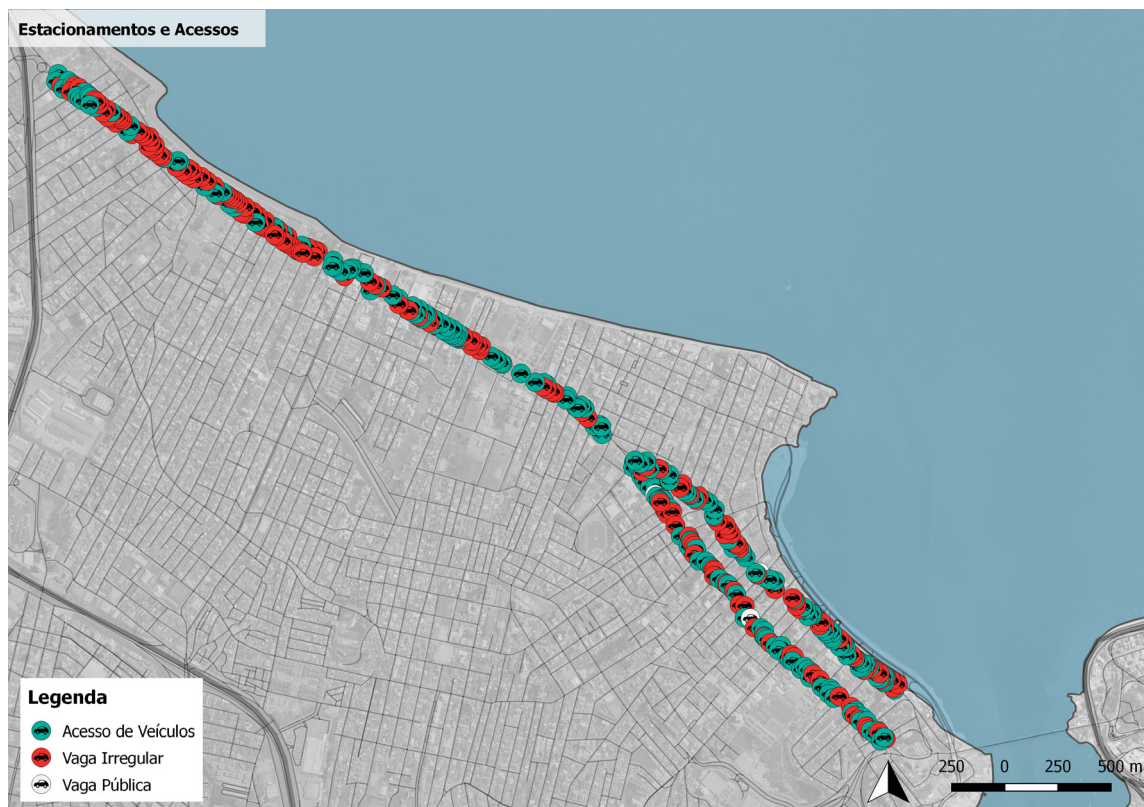 Estacionamentos e Acessos
Legenda
Acesso de Veículos
Vaga Irregular
Vaga Pública
250 0 250 500 m